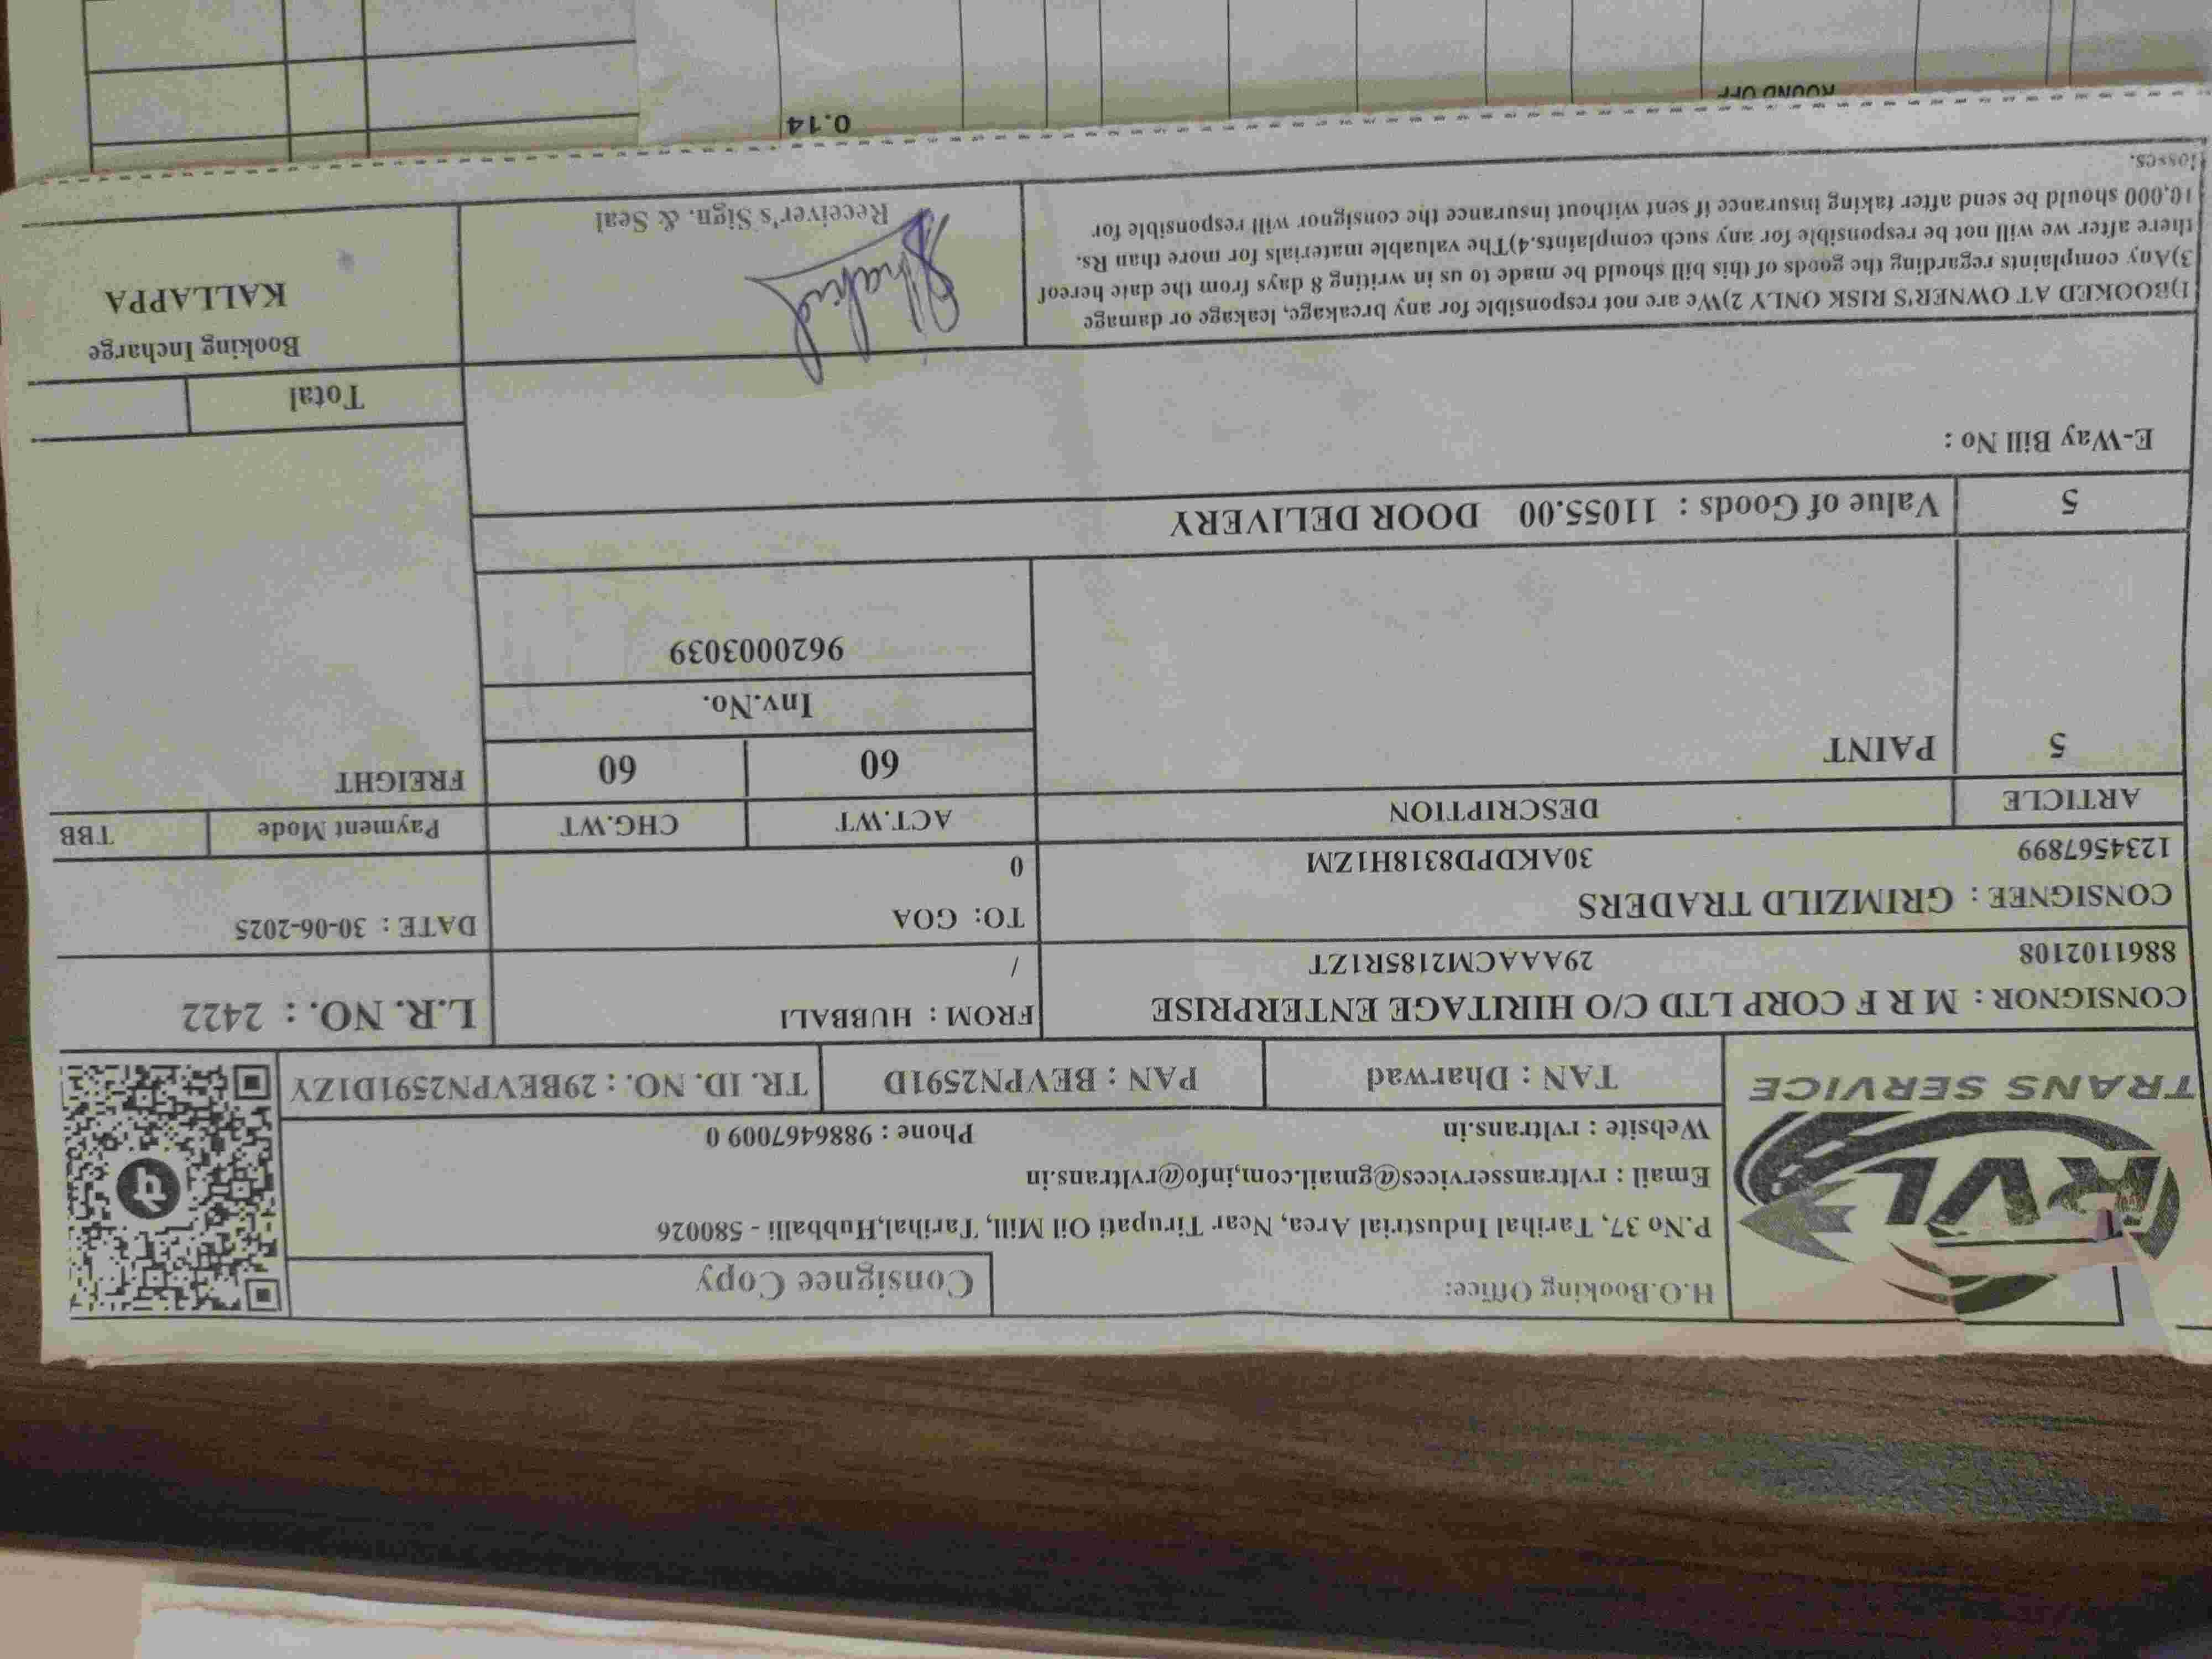 RVL
TRANS SERVICE
H.O.Booking Office:
Consignee Copy
P.No 37, Tarihal Industrial Area, Near Tirupati Oil Mill, Tarihal,Hubballi - 580026
Email : rvltransservices@gmail.com,info@rvltrans.in
Website : rvltrans.in
Phone : 9886467009 0
TAN : Dharwad
PAN : BEVPN2591D
TR. ID. NO. : 29BEVPN2591D1ZY
CONSIGNOR : M R F CORP LTD C/O HIRITAGE ENTERPRISE
8861102108 29AAACM2185R1ZT
FROM : HUBBALI
/
L.R. NO. : 2422
CONSIGNEE : GRIMZILD TRADERS
1234567899 30AKDPD8318H1ZM
TO: GOA
0
DATE : 30-06-2025
ARTICLE DESCRIPTION ACT.WT CHG.WT Payment Mode TBB
5 PAINT 60 60 FREIGHT
Inv.No.
9620003039
5 Value of Goods : 11055.00 DOOR DELIVERY
E-Way Bill No :
Total
1)BOOKED AT OWNER'S RISK ONLY 2)We are not responsible for any breakage, leakage or damage
3)Any complaints regarding the goods of this bill should be made to us in writing 8 days from the date hereof
there after we will not be responsible for any such complaints.4)The valuable materials for more than Rs.
10,000 should be send after taking insurance if sent without insurance the consignor will responsible for
losses.
Receiver's Sign. & Seal
Booking Incharge
KALLAPPA
ROUND OFF 0.14